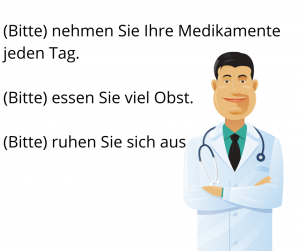 (Bitte) nehmen Sie Ihre Medikamente
jeden Tag.
(Bitte) essen Sie viel Obst.
(Bitte) ruhen Sie sich aus